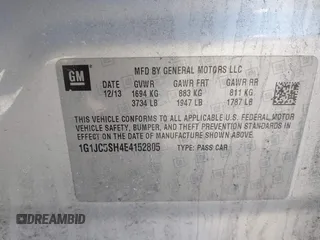 GM
MFD BY GENERAL MOTORS LLC
DATE GVWR GAWR FR GAWR RR
12/13 1694 KG 883 KG 811 KG
3734 LB 1947 LB 1787 LB
THIS VEHICLE CONFORMS TO ALL APPLICABLE U.S. FEDERAL MOTOR
VEHICLE SAFETY, BUMPER, AND THEFT PREVENTION STANDARDS
IN EFFECT ON THE DATE OF MANUFACTURE SHOWN ABOVE.
1G1JC5SH4E4152805 TYPE: PASS CAR
DREAMBID